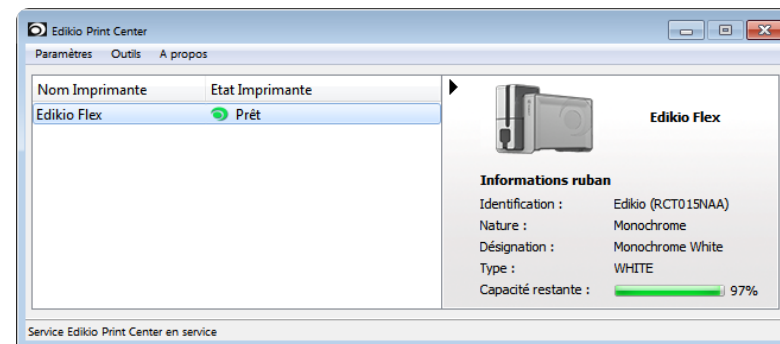 Edikio Print Center
Paramètres Outils A propos
Nom Imprimante Etat Imprimante
Edikio Flex Prêt
Edikio Flex
Informations ruban
Identification : Edikio (RCT015NAA)
Nature : Monochrome
Désignation : Monochrome White
Type : WHITE
Capacité restante : 97%
Service Edikio Print Center en service